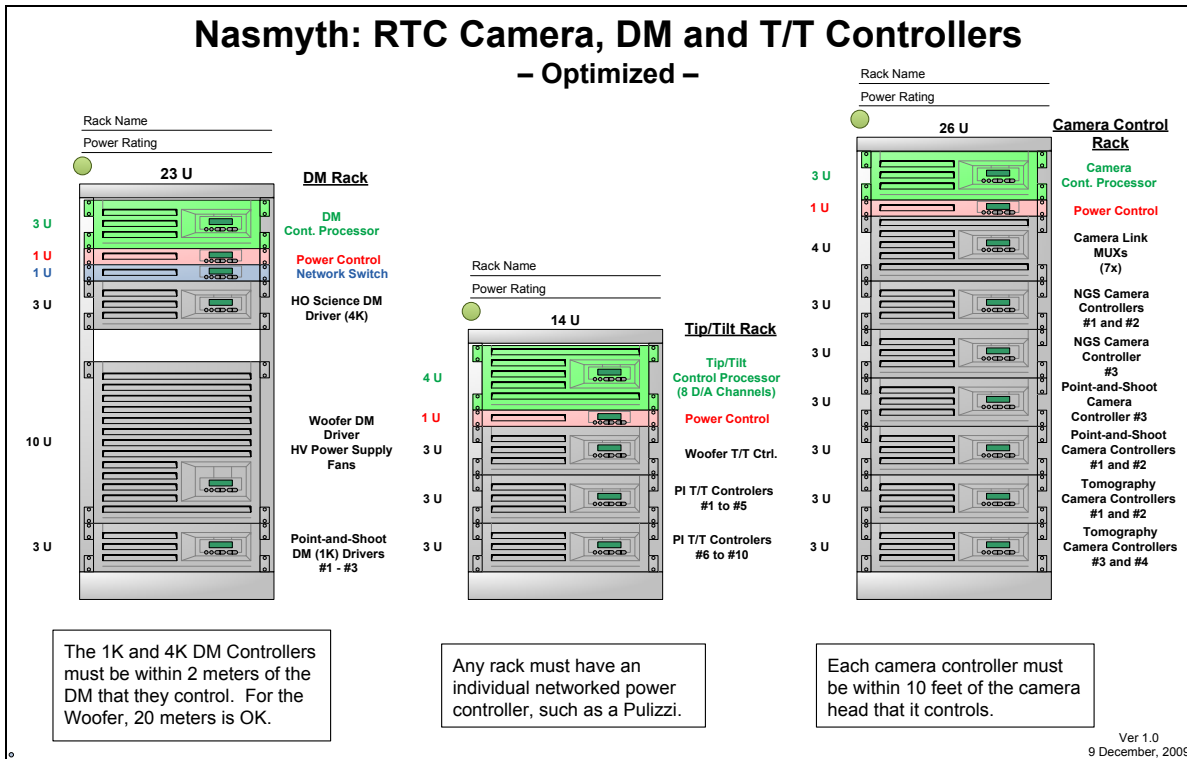 Nasmyth: RTC Camera, DM and T/T Controllers
– Optimized –
Rack Name
Power Rating
23 U
DM Rack
3 U
DM
Cont. Processor
1 U
Power Control
1 U
Network Switch
3 U
HO Science DM
Driver (4K)
10 U
Woofer DM
Driver
HV Power Supply
Fans
3 U
Point-and-Shoot
DM (1K) Drivers
#1 - #3
The 1K and 4K DM Controllers
must be within 2 meters of the
DM that they control. For the
Woofer, 20 meters is OK.
Rack Name
Power Rating
14 U
Tip/Tilt Rack
4 U
Tip/Tilt
Control Processor
(8 D/A Channels)
1 U
Power Control
3 U
Woofer T/T Ctrl.
3 U
PI T/T Controlers
#1 to #5
3 U
PI T/T Controlers
#6 to #10
Any rack must have an
individual networked power
controller, such as a Pulizzi.
Rack Name
Power Rating
26 U
Camera Control
Rack
3 U
Camera
Cont. Processor
1 U
Power Control
4 U
Camera Link
MUXs
(7x)
3 U
NGS Camera
Controllers
#1 and #2
3 U
NGS Camera
Controller
#3
3 U
Point-and-Shoot
Camera
Controller #3
3 U
Point-and-Shoot
Camera Controllers
#1 and #2
3 U
Tomography
Camera Controllers
#1 and #2
3 U
Tomography
Camera Controllers
#3 and #4
Each camera controller must
be within 10 feet of the camera
head that it controls.
Ver 1.0
9 December, 2009